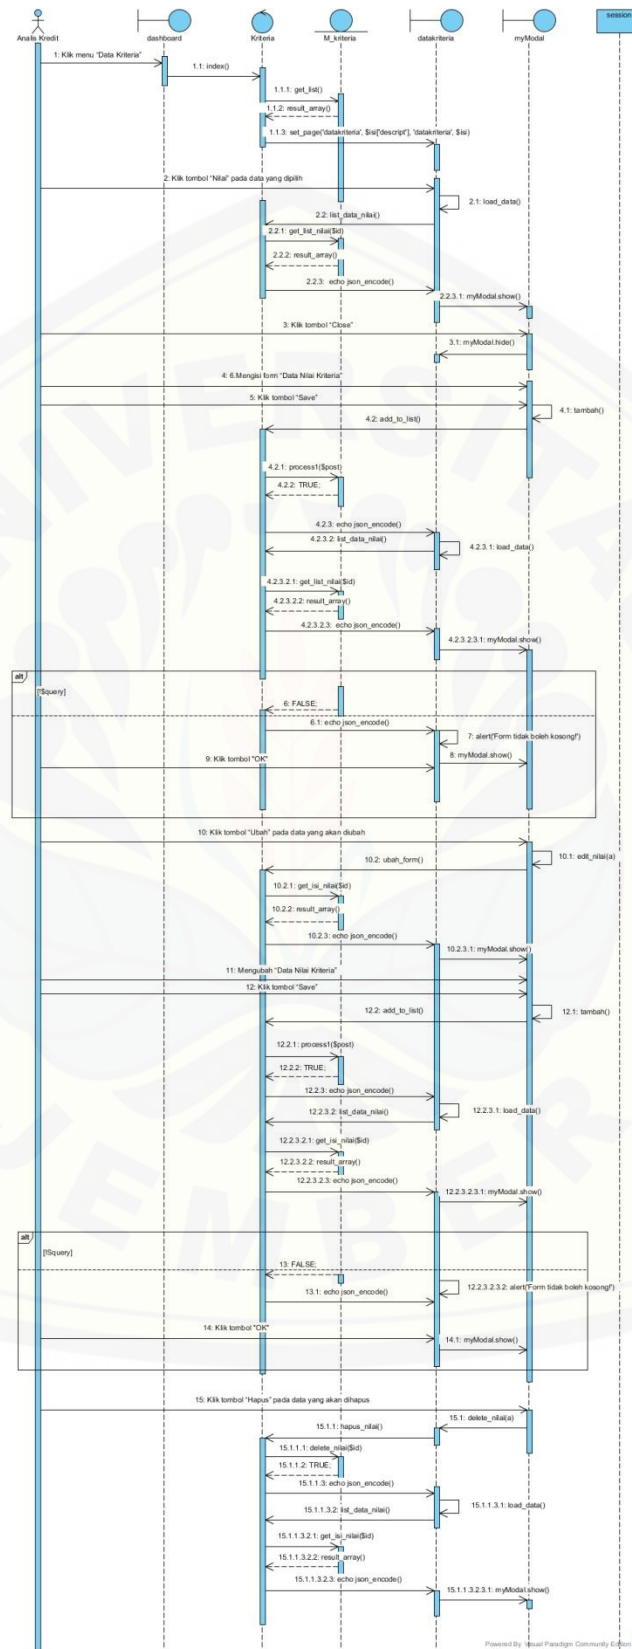 Analis Kredit
dashboard
Kriteria
M_kriteria
datakriteria
myModal
session
1: Klik menu "Data Kriteria"
1.1: index()
1.1.1: get_list()
1.1.2: result_array()
1.1.3: set_page('datakriteria', $isi['descript'], 'datakriteria', $isi)
2: Klik tombol "Nilai" pada data yang dipilih
2.1: load_data()
2.2: list_data_nilai()
2.2.1: get_list_nilai($id)
2.2.2: result_array()
2.2.3: echo json_encode()
2.2.3.1: myModal.show()
3: Klik tombol "Close"
3.1: myModal.hide()
4: 6.Mengisi form "Data Nilai Kriteria"
5: Klik tombol "Save"
4.1: tambah()
4.2: add_to_list()
4.2.1: process1($post)
4.2.2: TRUE;
4.2.3: echo json_encode()
4.2.3.2: list_data_nilai()
4.2.3.1: load_data()
4.2.3.2.1: get_list_nilai($id)
4.2.3.2.2: result_array()
4.2.3.2.3: echo json_encode()
4.2.3.2.3.1: myModal.show()
alt
[!$query]
6: FALSE;
6.1: echo json_encode()
7: alert('Form tidak boleh kosong!')
8: myModal.show()
9: Klik tombol "OK"
10: Klik tombol "Ubah" pada data yang akan diubah
10.1: edit_nilai(a)
10.2: ubah_form()
10.2.1: get_isi_nilai($id)
10.2.2: result_array()
10.2.3: echo json_encode()
10.2.3.1: myModal.show()
11: Mengubah "Data Nilai Kriteria"
12: Klik tombol "Save"
12.1: tambah()
12.2: add_to_list()
12.2.1: process1($post)
12.2.2: TRUE;
12.2.3: echo json_encode()
12.2.3.1: load_data()
12.2.3.2: list_data_nilai()
12.2.3.2.1: get_isi_nilai($id)
12.2.3.2.2: result_array()
12.2.3.2.3: echo json_encode()
12.2.3.2.3.1: myModal.show()
alt
[!$query]
13: FALSE;
12.2.3.2.3.2: alert('Form tidak boleh kosong!')
13.1: echo json_encode()
14: Klik tombol "OK"
14.1: myModal.show()
15: Klik tombol "Hapus" pada data yang akan dihapus
15.1: delete_nilai(a)
15.1.1: hapus_nilai()
15.1.1.1: delete_nilai($id)
15.1.1.2: TRUE;
15.1.1.3: echo json_encode()
15.1.1.3.1: load_data()
15.1.1.3.2: list_data_nilai()
15.1.1.3.2.1: get_isi_nilai($id)
15.1.1.3.2.2: result_array()
15.1.1.3.2.3: echo json_encode()
15.1.1.3.2.3.1: myModal.show()
UNIVERSITA
JEMBER
Powered By Visual Paradigm Community Edition